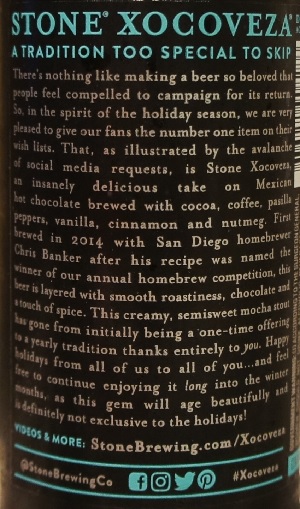 STONE® XOCOVEZA®
A TRADITION TOO SPECIAL TO SKIP
There's nothing like making a beer so beloved that
people feel compelled to campaign for its return.
So, in the spirit of the holiday season, we are very
pleased to give our fans the number one item on their
wish lists. That, as illustrated by the avalanche
of social media requests, is Stone Xocoveza,
an insanely delicious take on Mexican
hot chocolate brewed with cocoa, coffee, pasilla
peppers, vanilla, cinnamon and nutmeg. First
brewed in 2014 with San Diego homebrewer
Chris Banker after his recipe was named the
winner of our annual homebrew competition, this
beer is layered with smooth roastiness, chocolate and
a touch of spice. This creamy, semisweet mocha stout
has gone from initially being a one-time offering
to a yearly tradition thanks entirely to you. Happy
holidays from all of us to all of you...and feel
free to continue enjoying it long into the winter
months, as this gem will age beautifully and
is definitely not exclusive to the holidays!
VIDEOS & MORE: StoneBrewing.com/Xocoveza
@StoneBrewingCo #Xocoveza